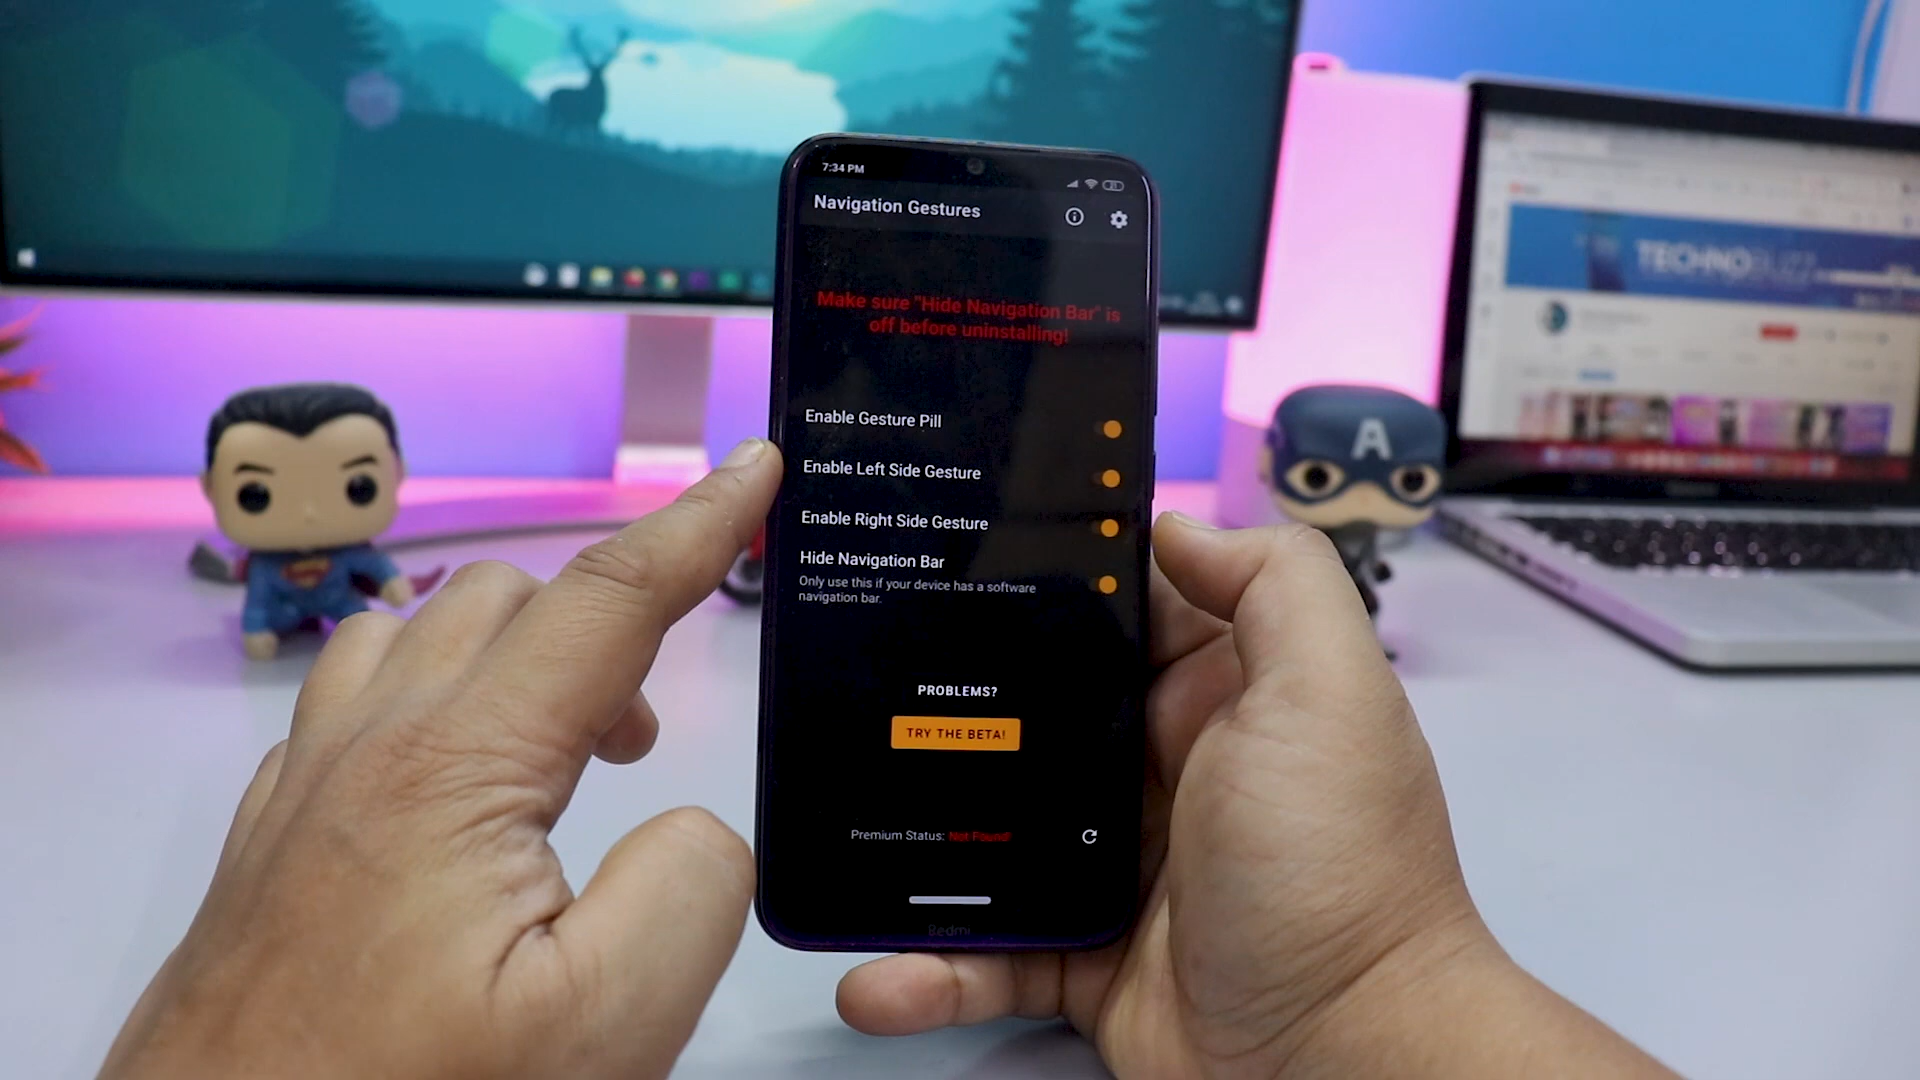 7:34 PM
Navigation Gestures
Make sure "Hide Navigation Bar" is
off before uninstalling!
Enable Gesture Pill
Enable Left Side Gesture
Enable Right Side Gesture
Hide Navigation Bar
Only use this if your device has a software
navigation bar.
PROBLEMS?
TRY THE BETA!
Premium Status: Not Found!
Redmi
A
TECHNOBUZZ